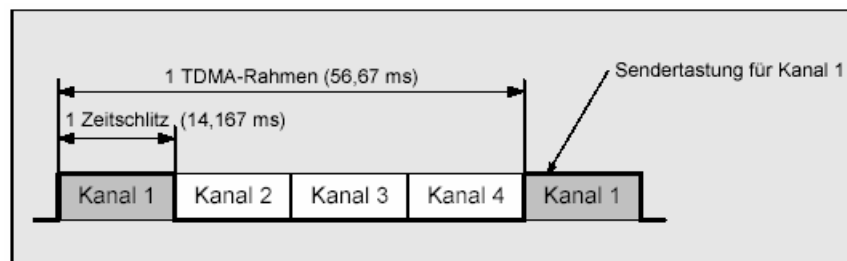 1 TDMA-Rahmen (56,67 ms)
Sendertastung für Kanal 1
1 Zeitschlitz (14,167 ms)
Kanal 1 Kanal 2 Kanal 3 Kanal 4 Kanal 1